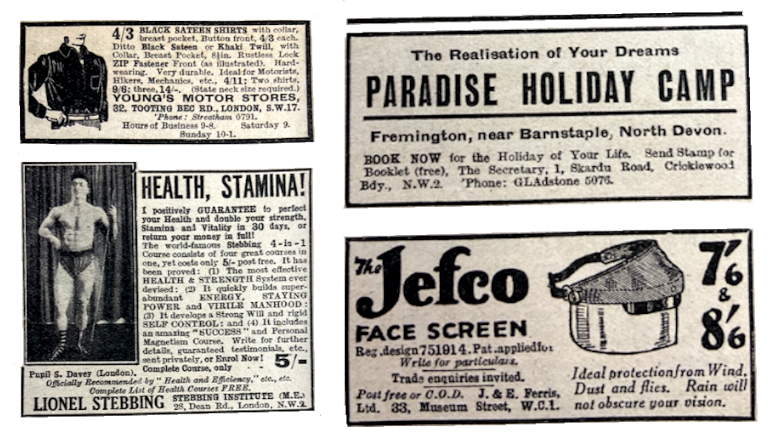 4/3 BLACK SATEEN SHIRTS with collar,
breast pocket, Button front, 4/3 each.
Ditto Black Sateen or Khaki Twill, with
Collar, Breast Pocket, 8½in. Rustless Lock
ZIP Fastener Front (as illustrated). Hard-
wearing. Very durable. Ideal for Motorists,
Hikers, Mechanics, etc., 4/11; Two shirts,
9/6; three, 14/-. (State neck size required.)
YOUNG'S MOTOR STORES,
32, TOOTING BEC RD., LONDON, S.W.17.
'Phone: Streatham 0791.
Hours of Business 9-8. Saturday 9.
Sunday 10-1.
HEALTH, STAMINA!
I positively GUARANTEE to perfect
your Health and double your strength,
Stamina and Vitality in 30 days, or
return your money in full!
The world-famous Stebbing 4-in-1
Course consists of four great courses in
one, yet costs only 5/- post free. It has
been proved: (1) The most effective
HEALTH & STRENGTH System ever
devised: (2) It quickly builds super-
abundant ENERGY, STAYING
POWER and VIRILE MANHOOD:
(3) It develops a Strong Will and rigid
SELF CONTROL: and (4) It includes
an amazing "SUCCESS" and Personal
Magnetism Course. Write for further
details, guaranteed testimonials, etc.,
sent privately, or Enrol Now!
Complete Course, only 5/-
Pupil S. Davey (London).
Officially Recommended by "Health and Efficiency," etc., etc.
Complete List of Health Courses FREE.
LIONEL STEBBING STEBBING INSTITUTE (M.E.)
28, Dean Rd., London, N.W.2.
The Realisation of Your Dreams
PARADISE HOLIDAY CAMP
Fremington, near Barnstaple, North Devon.
BOOK NOW for the Holiday of Your Life. Send Stamp for
Booklet (free), The Secretary, 1, Skardu Road, Cricklewood
Bdy., N.W.2. 'Phone: GLAdstone 5076.
The Jefco
FACE SCREEN
Reg. design 751914. Pat. applied for
Write for particulars.
Trade enquiries invited.
Post free or C.O.D. J. & E. Ferris,
Ltd. 33, Museum Street, W.C.1.
7/6
&
8/6
Ideal protection from Wind,
Dust and flies. Rain will
not obscure your vision.